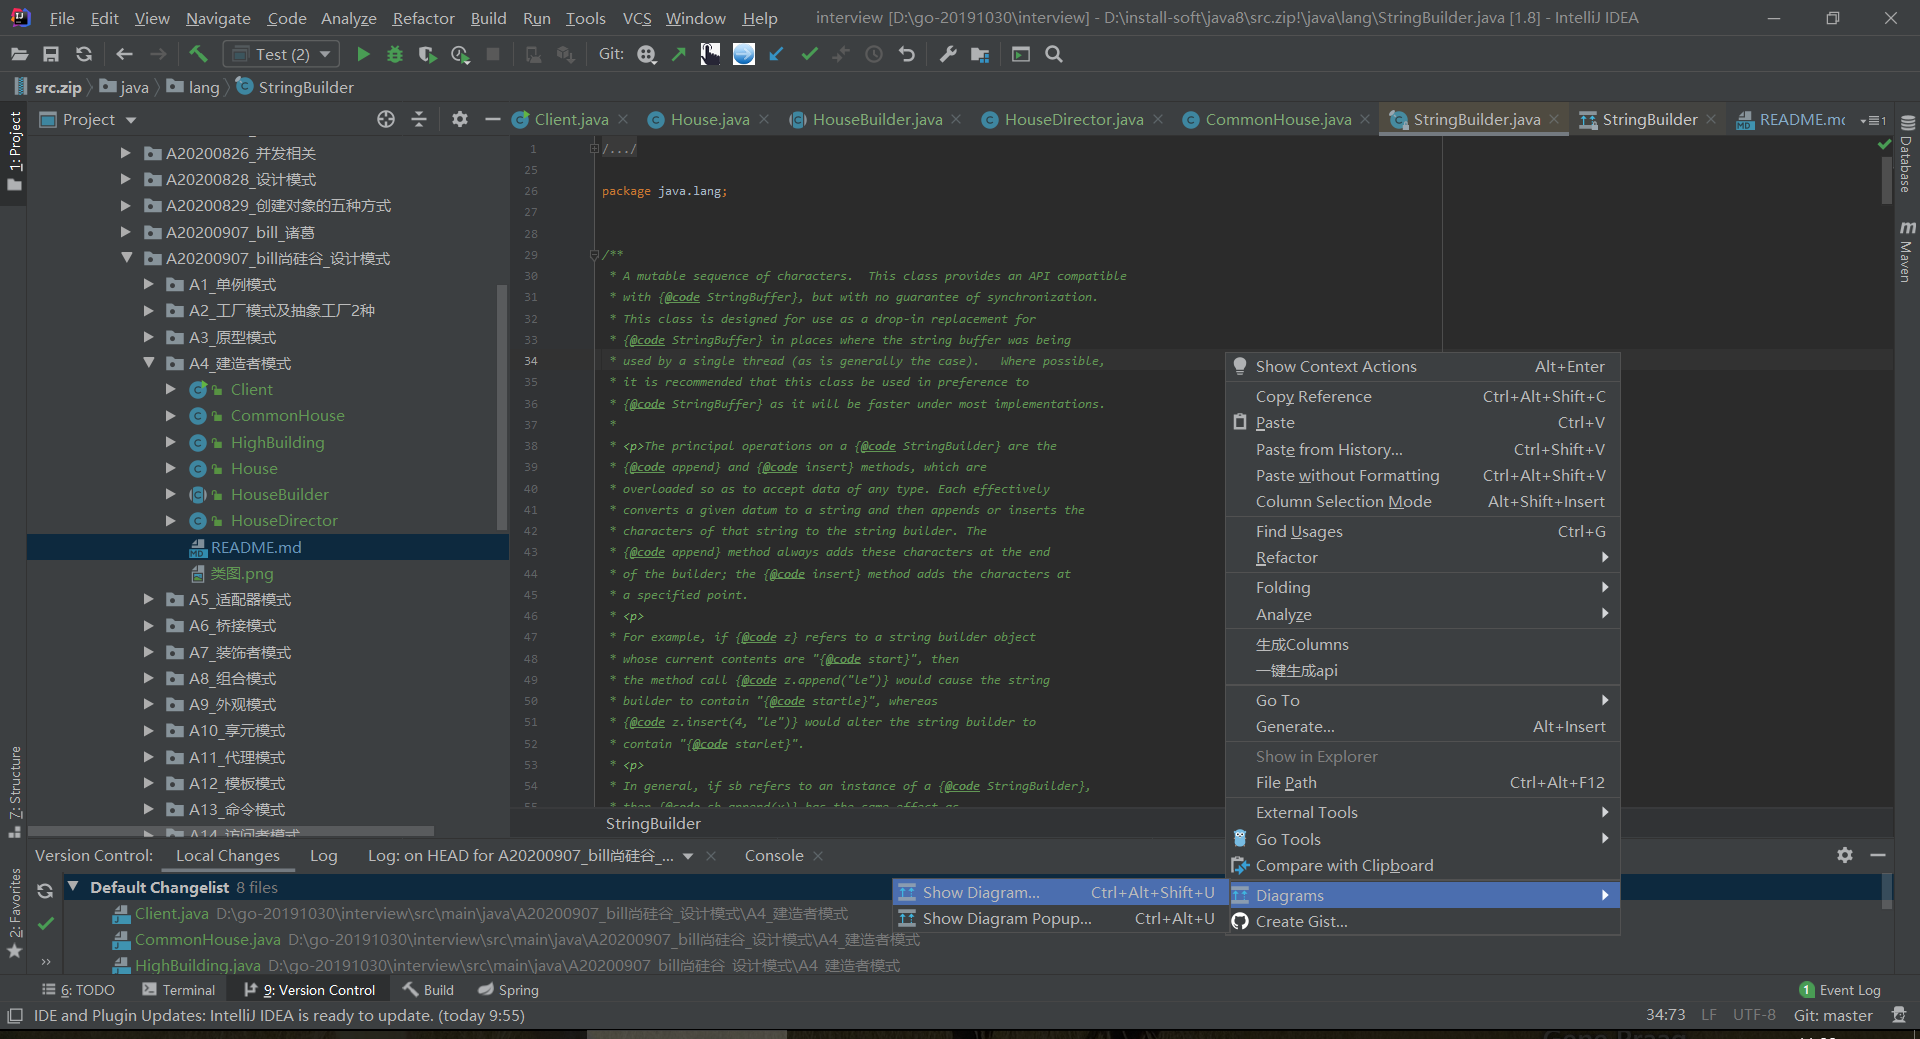 File Edit View Navigate Code Analyze Refactor Build Run Tools VCS Window Help interview [D:\go-20191030\interview] - D:\install-soft\java8\src.zip!\java\lang\StringBuilder.java [1.8] - IntelliJ IDEA
Test (2) Git:
src.zip java lang StringBuilder
Project
Client.java House.java HouseBuilder.java HouseDirector.java CommonHouse.java StringBuilder.java StringBuilder README.mc
1: Project
7: Structure
2: Favorites
A20200826_并发相关
A20200828_设计模式
A20200829_创建对象的五种方式
A20200907_bill_诸葛
A20200907_bill尚硅谷_设计模式
A1_单例模式
A2_工厂模式及抽象工厂2种
A3_原型模式
A4_建造者模式
Client
CommonHouse
HighBuilding
House
HouseBuilder
HouseDirector
README.md
类图.png
A5_适配器模式
A6_桥接模式
A7_装饰者模式
A8_组合模式
A9_外观模式
A10_享元模式
A11_代理模式
A12_模板模式
A13_命令模式
A14_访问者模式
1 /.../
25
26 package java.lang;
27
28
29 /**
30 * A mutable sequence of characters.  This class provides an API compatible
31 * with {@code StringBuffer}, but with no guarantee of synchronization.
32 * This class is designed for use as a drop-in replacement for
33 * {@code StringBuffer} in places where the string buffer was being
34 * used by a single thread (as is generally the case).   Where possible,
35 * it is recommended that this class be used in preference to
36 * {@code StringBuffer} as it will be faster under most implementations.
37 *
38 * <p>The principal operations on a {@code StringBuilder} are the
39 * {@code append} and {@code insert} methods, which are
40 * overloaded so as to accept data of any type. Each effectively
41 * converts a given datum to a string and then appends or inserts the
42 * characters of that string to the string builder. The
43 * {@code append} method always adds these characters at the end
44 * of the builder; the {@code insert} method adds the characters at
45 * a specified point.
46 * <p>
47 * For example, if {@code z} refers to a string builder object
48 * whose current contents are "{@code start}", then
49 * the method call {@code z.append("le")} would cause the string
50 * builder to contain "{@code startle}", whereas
51 * {@code z.insert(4, "le")} would alter the string builder to
52 * contain "{@code starlet}".
53 * <p>
54 * In general, if sb refers to an instance of a {@code StringBuilder},
55 * then {@code sb.append(x)} has the same effect as
StringBuilder
Show Context Actions Alt+Enter
Copy Reference Ctrl+Alt+Shift+C
Paste Ctrl+V
Paste from History... Ctrl+Shift+V
Paste without Formatting Ctrl+Alt+Shift+V
Column Selection Mode Alt+Shift+Insert
Find Usages Ctrl+G
Refactor
Folding
Analyze
生成Columns
一键生成api
Go To
Generate... Alt+Insert
Show in Explorer
File Path Ctrl+Alt+F12
External Tools
Go Tools
Compare with Clipboard
Diagrams
Create Gist...
Show Diagram... Ctrl+Alt+Shift+U
Show Diagram Popup... Ctrl+Alt+U
Database
Maven
Version Control: Local Changes Log Log: on HEAD for A20200907_bill尚硅谷_... Console
Default Changelist 8 files
Client.java D:\go-20191030\interview\src\main\java\A20200907_bill尚硅谷_设计模式\A4_建造者模式
CommonHouse.java D:\go-20191030\interview\src\main\java\A20200907_bill尚硅谷_设计模式\A4_建造者模式
HighBuilding.java D:\go-20191030\interview\src\main\java\A20200907_bill尚硅谷_设计模式\A4_建造者模式
6: TODO Terminal 9: Version Control Build Spring 1 Event Log
IDE and Plugin Updates: IntelliJ IDEA is ready to update. (today 9:55) 34:73 LF UTF-8 Git: master